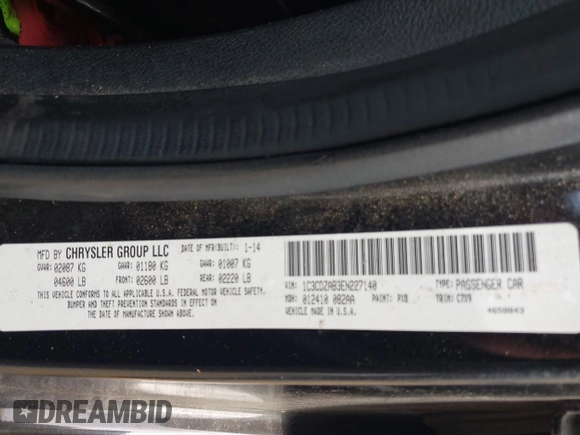 MFD BY CHRYSLER GROUP LLC DATE OF MFR(BUILT): 1-14
GVWR: 02087 KG GAWR: 01180 KG GAWR: 01007 KG
04600 LB FRONT: 02600 LB REAR: 02220 LB
THIS VEHICLE CONFORMS TO ALL APPLICABLE U.S.A. FEDERAL MOTOR VEHICLE SAFETY,
BUMPER AND THEFT PREVENTION STANDARDS IN EFFECT ON
THE DATE OF MANUFACTURE SHOWN ABOVE.
VIN: 1C3CDZAB3EN227140 TYPE: PASSENGER CAR
MDH: 012410 082AA PAINT: PX8 TRIM: C7X9
VEHICLE MADE IN U.S.A. 4658843
DREAMBID